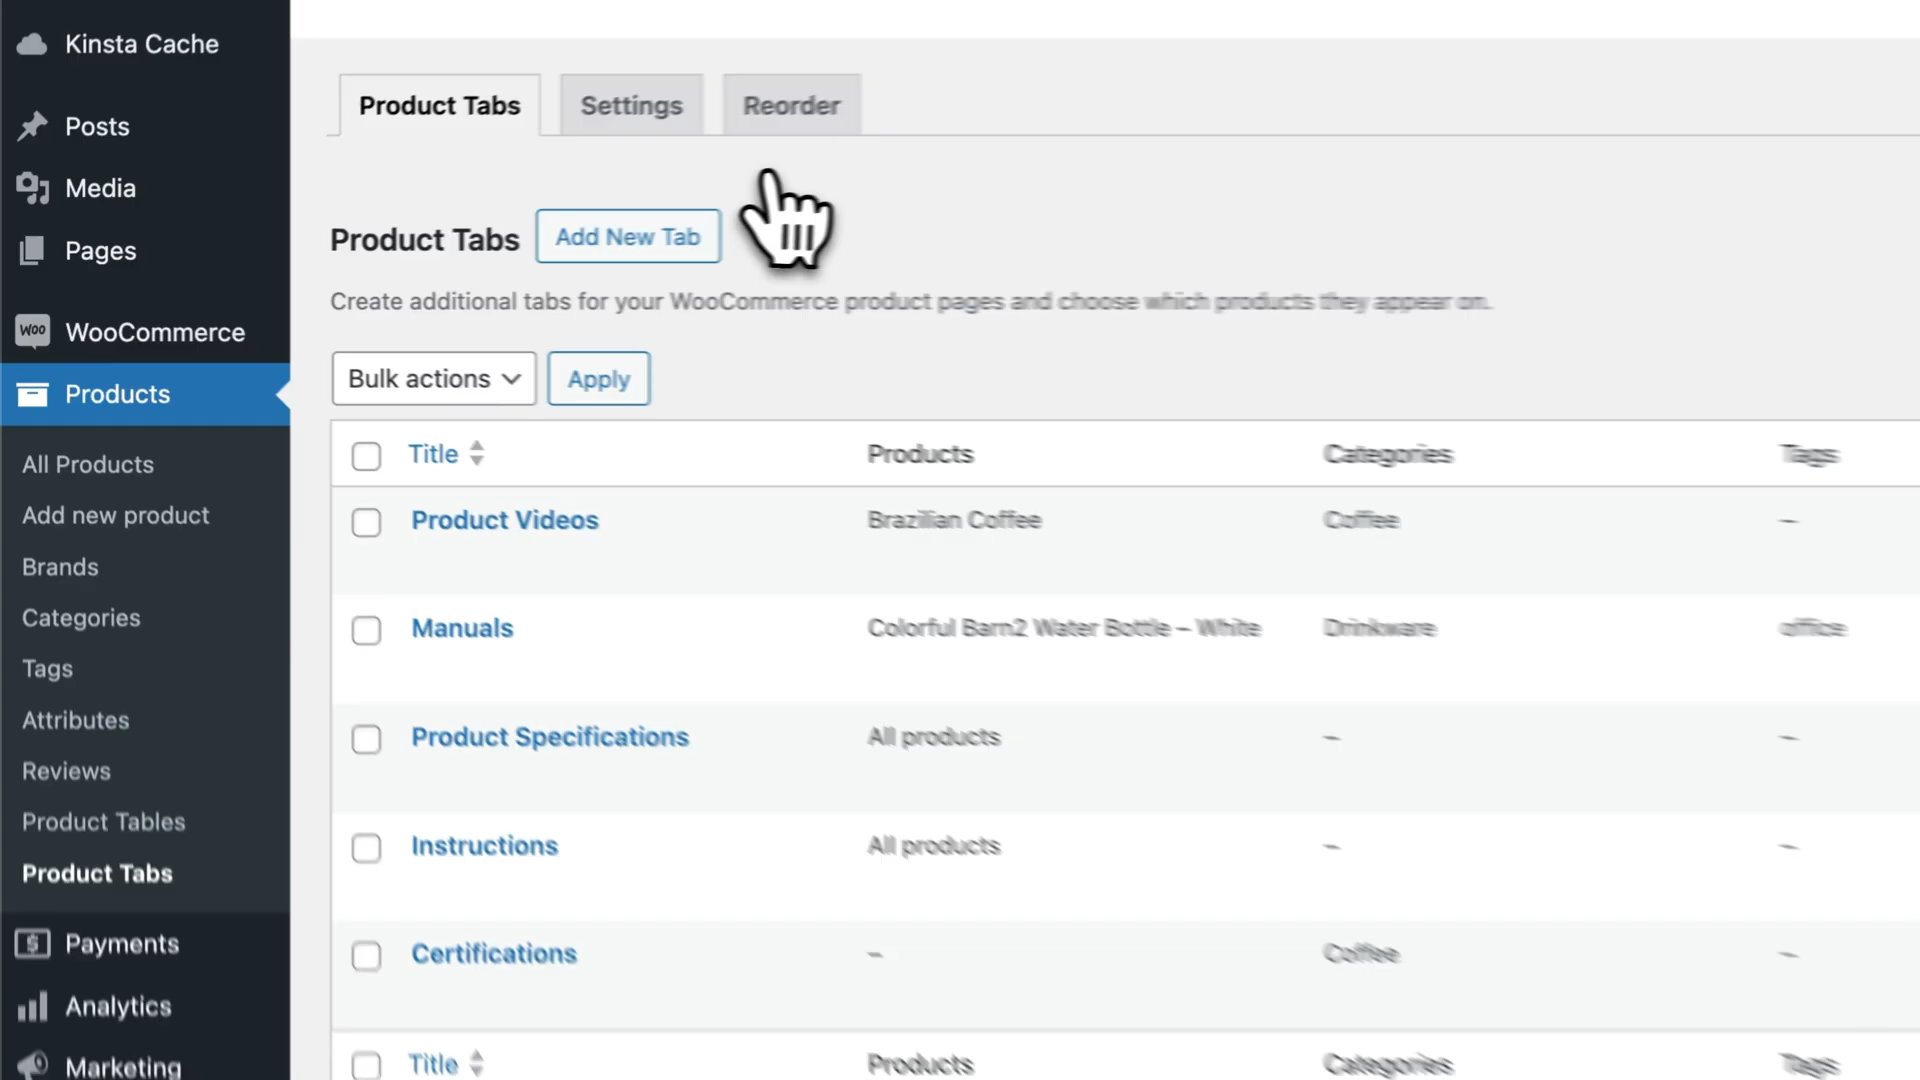 Kinsta Cache
Posts
Media
Pages
Woo WooCommerce
Products
All Products
Add new product
Brands
Categories
Tags
Attributes
Reviews
Product Tables
Product Tabs
$ Payments
Analytics
Marketing
Product Tabs Settings Reorder
Product Tabs Add New Tab
Create additional tabs for your WooCommerce product pages and choose which products they appear on.
Bulk actions Apply
Title Products Categories Tags
Product Videos Brazilian Coffee Coffee –
Manuals Colorful Barn2 Water Bottle – White Drinkware office
Product Specifications All products – –
Instructions All products – –
Certifications – Coffee –
Title Products Categories Tags